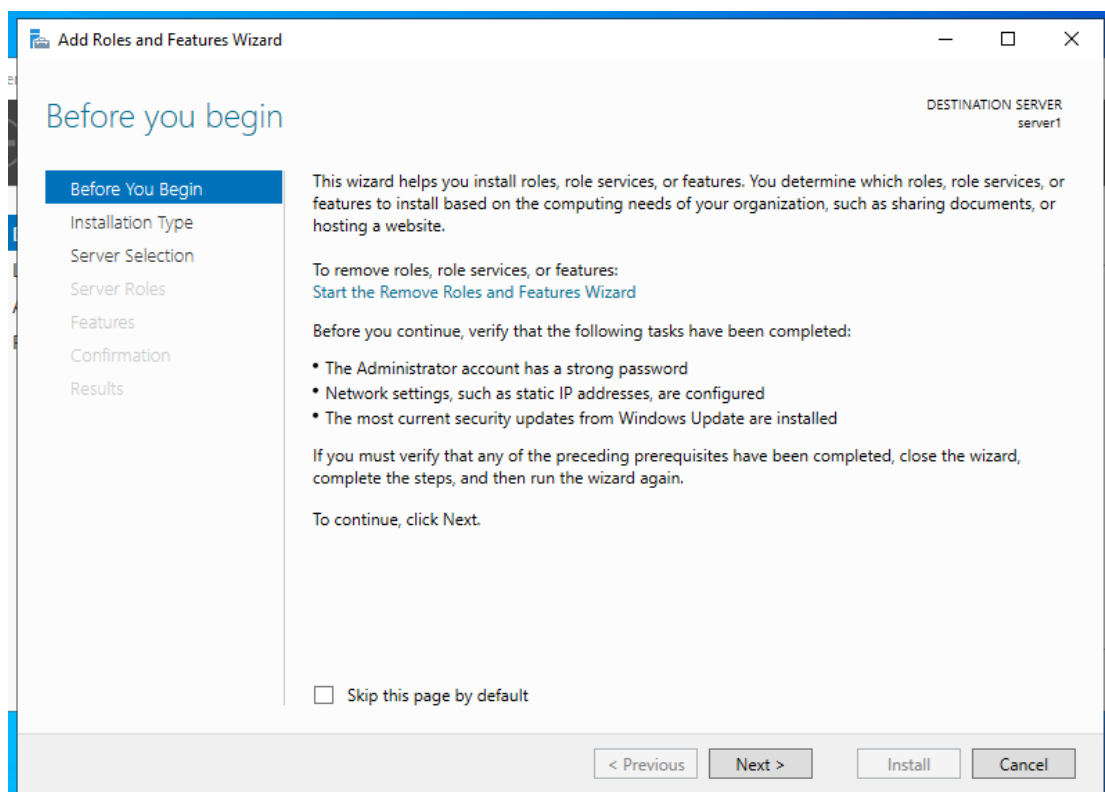 Add Roles and Features Wizard
Before you begin
DESTINATION SERVER
server1
Before You Begin
Installation Type
Server Selection
Server Roles
Features
Confirmation
Results
This wizard helps you install roles, role services, or features. You determine which roles, role services, or
features to install based on the computing needs of your organization, such as sharing documents, or
hosting a website.
To remove roles, role services, or features:
Start the Remove Roles and Features Wizard
Before you continue, verify that the following tasks have been completed:
• The Administrator account has a strong password
• Network settings, such as static IP addresses, are configured
• The most current security updates from Windows Update are installed
If you must verify that any of the preceding prerequisites have been completed, close the wizard,
complete the steps, and then run the wizard again.
To continue, click Next.
Skip this page by default
< Previous
Next >
Install
Cancel